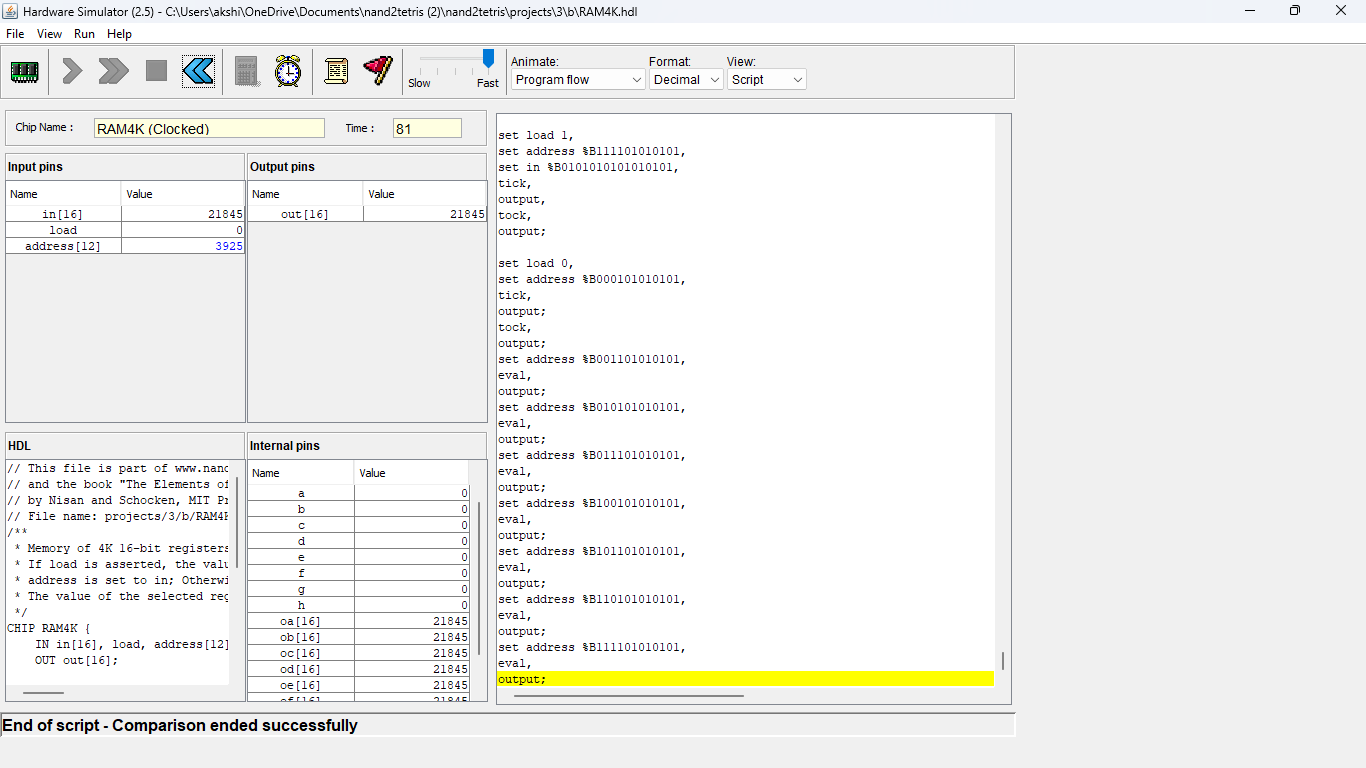 Hardware Simulator (2.5) - C:\Users\akshi\OneDrive\Documents\nand2tetris (2)\nand2tetris\projects\3\b\RAM4K.hdl
File View Run Help
Slow Fast
Animate:
Program flow
Format:
Decimal
View:
Script
Chip Name : RAM4K (Clocked) Time : 81
Input pins
Name Value
in[16] 21845
load 0
address[12] 3925
Output pins
Name Value
out[16] 21845
HDL
// This file is part of www.nand
// and the book "The Elements of
// by Nisan and Schocken, MIT Pr
// File name: projects/3/b/RAM4K
/**
* Memory of 4K 16-bit registers
* If load is asserted, the valu
* address is set to in; Otherwi
* The value of the selected reg
*/
CHIP RAM4K {
IN in[16], load, address[12]
OUT out[16];
Internal pins
Name Value
a 0
b 0
c 0
d 0
e 0
f 0
g 0
h 0
oa[16] 21845
ob[16] 21845
oc[16] 21845
od[16] 21845
oe[16] 21845
of[16] 21845
set load 1,
set address %B111101010101,
set in %B0101010101010101,
tick,
output,
tock,
output;
set load 0,
set address %B000101010101,
tick,
output;
tock,
output;
set address %B001101010101,
eval,
output;
set address %B010101010101,
eval,
output;
set address %B011101010101,
eval,
output;
set address %B100101010101,
eval,
output;
set address %B101101010101,
eval,
output;
set address %B110101010101,
eval,
output;
set address %B111101010101,
eval,
output;
End of script - Comparison ended successfully